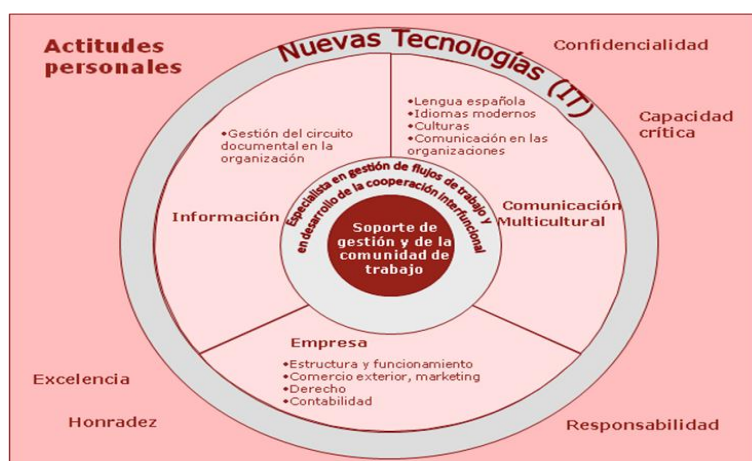 Actitudes
personales
Nuevas Tecnologías (IT)
Confidencialidad
Capacidad
crítica
•Lengua española
•Idiomas modernos
•Culturas
•Comunicación en las
organizaciones
•Gestión del circuito
documental en la
organización
Especialista en gestión de flujos de trabajo y
en desarrollo de la cooperación interfuncional
Información
Comunicación
Multicultural
Soporte de
gestión y de la
comunidad de
trabajo
Empresa
•Estructura y funcionamiento
•Comercio exterior, marketing
•Derecho
•Contabilidad
Excelencia
Honradez
Responsabilidad